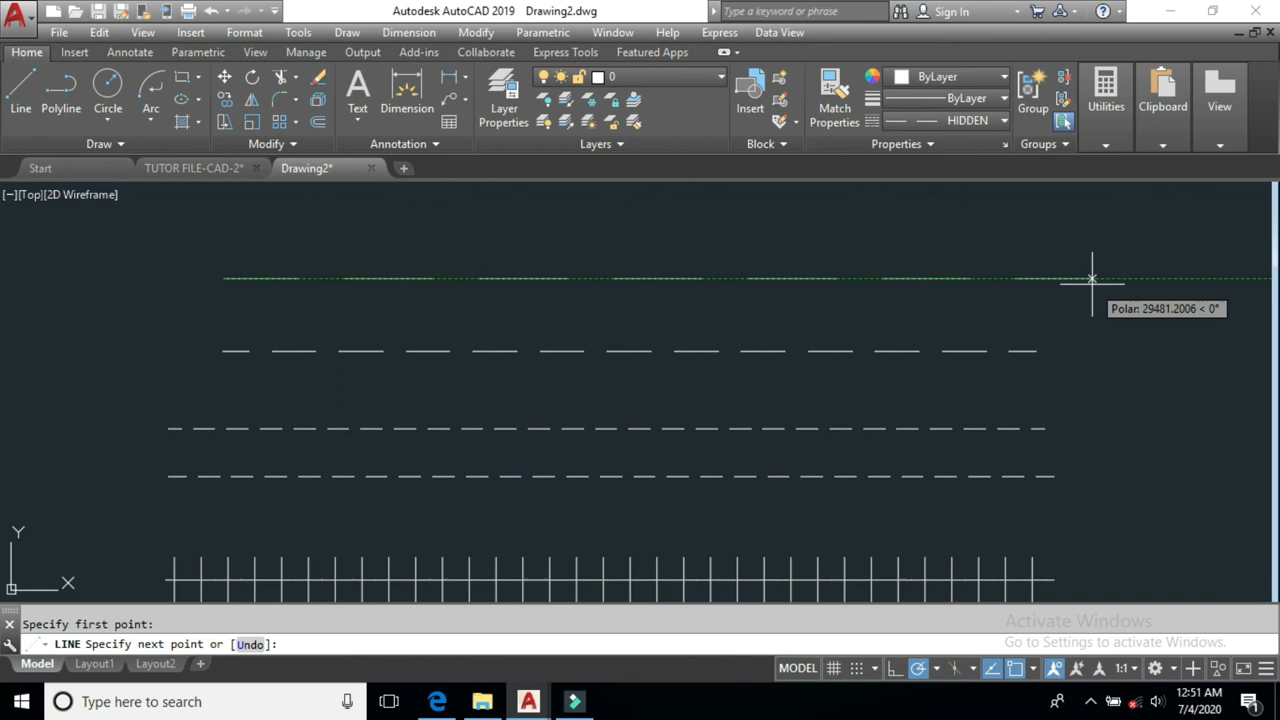 Autodesk AutoCAD 2019 Drawing2.dwg
Type a keyword or phrase
Sign In
File Edit View Insert Format Tools Draw Dimension Modify Parametric Window Help Express Data View
Home Insert Annotate Parametric View Manage Output Add-ins Collaborate Express Tools Featured Apps
Line Polyline Circle Arc
Text Dimension
Layer Properties
0
Insert
Match Properties
ByLayer
ByLayer
HIDDEN
Group
Utilities
Clipboard
View
Draw Modify Annotation Layers Block Properties Groups
Start TUTOR FILE-CAD-2* Drawing2*
[−][Top][2D Wireframe]
Polar: 29481.2006 < 0°
Y
X
Specify first point:
LINE Specify next point or [Undo]:
Activate Windows
Go to Settings to activate Windows.
Model Layout1 Layout2
MODEL
1:1
Type here to search
12:51 AM
7/4/2020
1